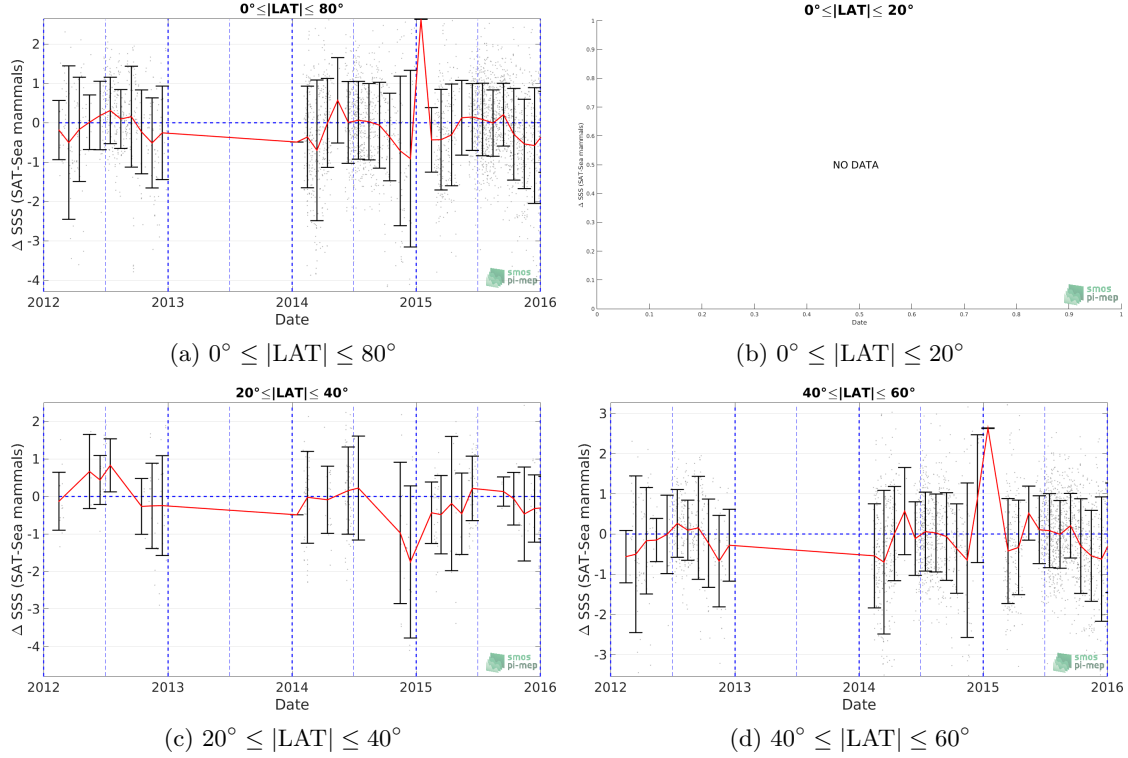 0°≤|LAT|≤ 80°
Δ SSS (SAT-Sea mammals)
2
1
0
-1
-2
-3
-4
2012
2013
2014
2015
2016
Date
smos
pi-mep
(a) 0° ≤ |LAT| ≤ 80°
0°≤|LAT|≤ 20°
Δ SSS (SAT-Sea mammals)
1
0.9
0.8
0.7
0.6
0.5
0.4
0.3
0.2
0.1
0
NO DATA
0
0.1
0.2
0.3
0.4
0.5
0.6
0.7
0.8
0.9
1
Date
smos
pi-mep
(b) 0° ≤ |LAT| ≤ 20°
20°≤|LAT|≤ 40°
Δ SSS (SAT-Sea mammals)
2
1
0
-1
-2
-3
-4
2012
2013
2014
2015
2016
Date
smos
pi-mep
(c) 20° ≤ |LAT| ≤ 40°
40°≤|LAT|≤ 60°
Δ SSS (SAT-Sea mammals)
3
2
1
0
-1
-2
-3
2012
2013
2014
2015
2016
Date
smos
pi-mep
(d) 40° ≤ |LAT| ≤ 60°